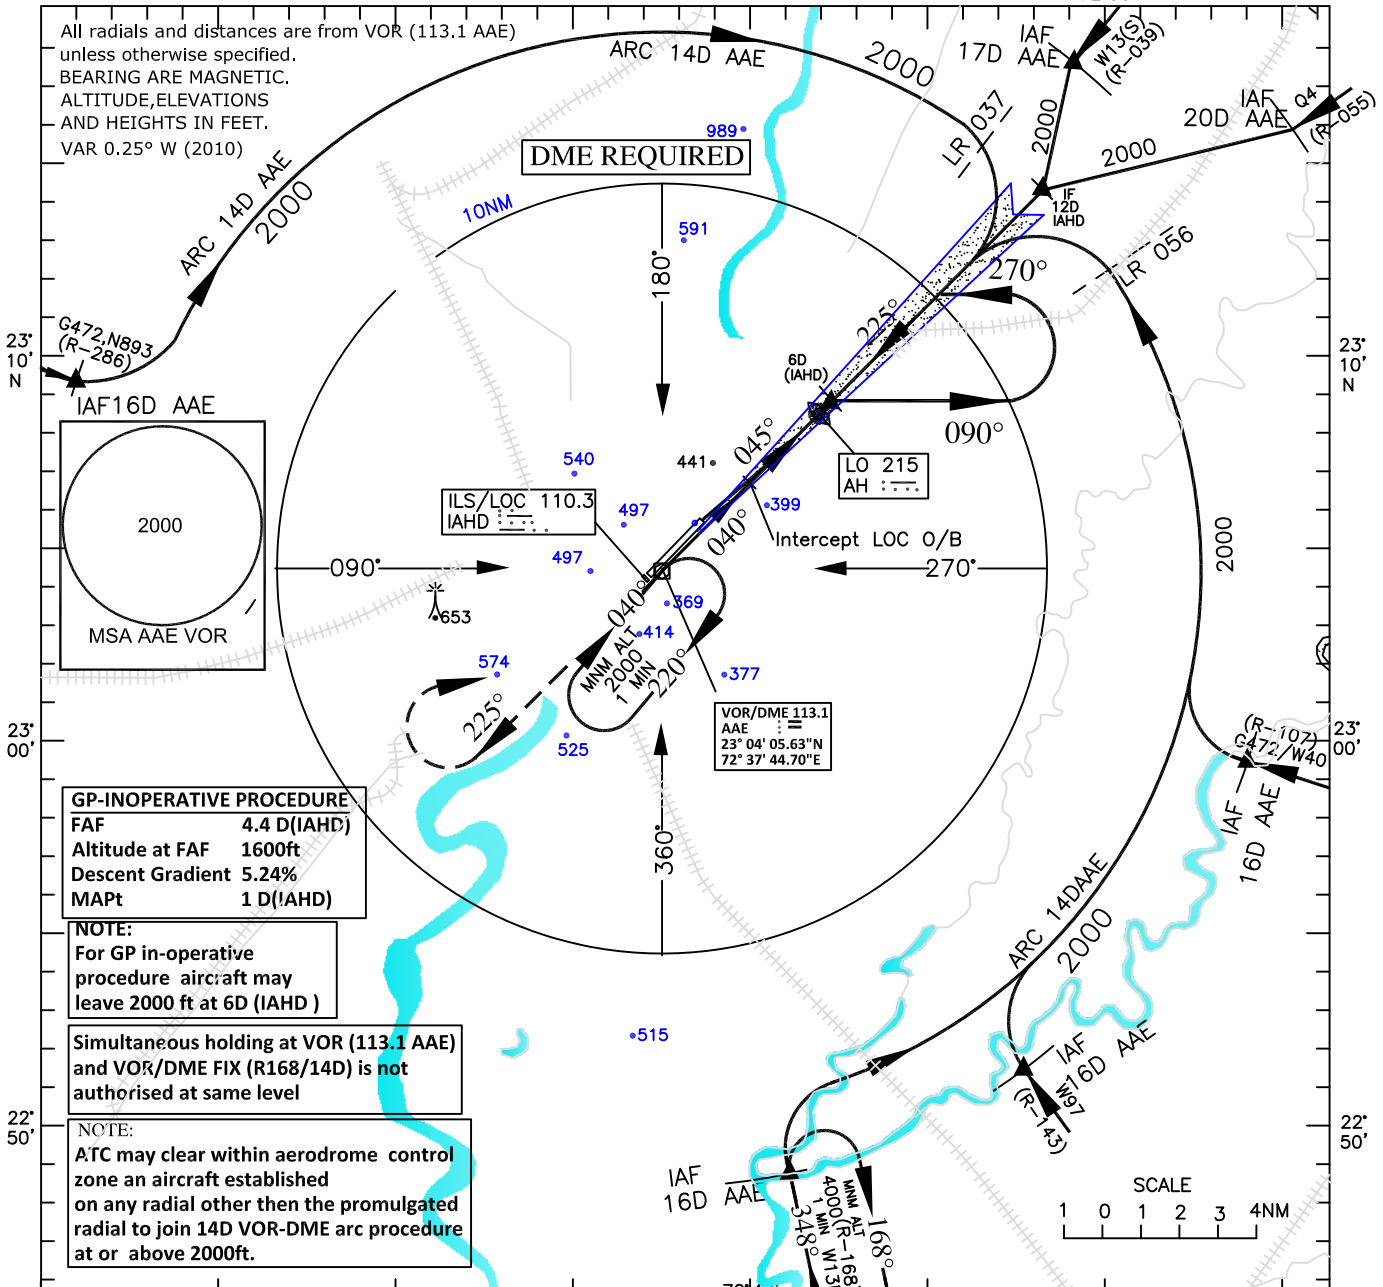 All radials and distances are from VOR (113.1 AAE)
unless otherwise specified.
BEARING ARE MAGNETIC.
ALTITUDE,ELEVATIONS
AND HEIGHTS IN FEET.
VAR 0.25° W (2010)
ARC 14D AAE
2000
ARC 14D AAE
2000
989
DME REQUIRED
10NM
591
180°
LR 037
17D
IAF
AAE
W13(S)
(R-039)
2000
20D
IAF
AAE
Q4
(R-055)
2000
IF
12D
IAHD
LR 056
270°
225°
23°
10'
N
G472,N893
(R-286)
IAF16D AAE
23°
10'
N
6D
(IAHD)
090°
045°
LO 215
AH
2000
MSA AAE VOR
540
441
ILS/LOC 110.3
IAHD
497
399
040°
Intercept LOC O/B
497
090°
270°
2000
653
040°
369
414
MNM ALT
2000
1 MIN
220°
574
377
225°
525
VOR/DME 113.1
AAE
23° 04' 05.63"N
72° 37' 44.70"E
23°
00'
(R-107)
G472/W40
IAF
16D AAE
23°
00'
GP-INOPERATIVE PROCEDURE
FAF 4.4 D(IAHD)
Altitude at FAF 1600ft
Descent Gradient 5.24%
MAPt 1 D(IAHD)
360°
ARC 14DAAE
2000
NOTE:
For GP in-operative
procedure aircraft may
leave 2000 ft at 6D (IAHD )
515
Simultaneous holding at VOR (113.1 AAE)
and VOR/DME FIX (R168/14D) is not
authorised at same level
IAF
16D AAE
W97
(R-143)
22°
50'
22°
50'
NOTE:
ATC may clear within aerodrome control
zone an aircraft established
on any radial other then the promulgated
radial to join 14D VOR-DME arc procedure
at or above 2000ft.
IAF
16D AAE
MNM ALT
4000(R-168
1 MIN W13
348°
168°
SCALE
1 0 1 2 3 4NM